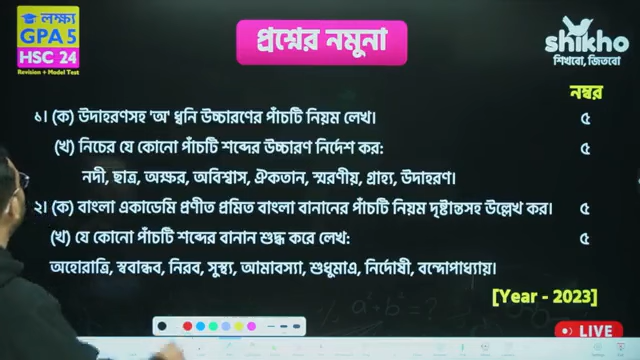 লক্ষ্য
GPA 5
HSC 24
Revision + Model Test
প্রশ্নের নমুনা
shikho
শিখবো, জিতবো
নম্বর
১। (ক) উদাহরণসহ 'অ' ধ্বনি উচ্চারণের পাঁচটি নিয়ম লেখ। ৫
(খ) নিচের যে কোনো পাঁচটি শব্দের উচ্চারণ নির্দেশ কর: ৫
নদী, ছাত্র, অক্ষর, অবিশ্বাস, ঐকতান, স্মরণীয়, গ্রাহ্য, উদাহরণ।
২। (ক) বাংলা একাডেমি প্রণীত প্রমিত বাংলা বানানের পাঁচটি নিয়ম দৃষ্টান্তসহ উল্লেখ কর। ৫
(খ) যে কোনো পাঁচটি শব্দের বানান শুদ্ধ করে লেখ: ৫
অহোরাত্রি, স্ববান্ধব, নিরব, সুস্থ্য, আমাবস্যা, শুধুমাএ, নির্দোষী, বন্দোপাধ্যায়।
[Year - 2023]
a² + b² = ?
LIVE